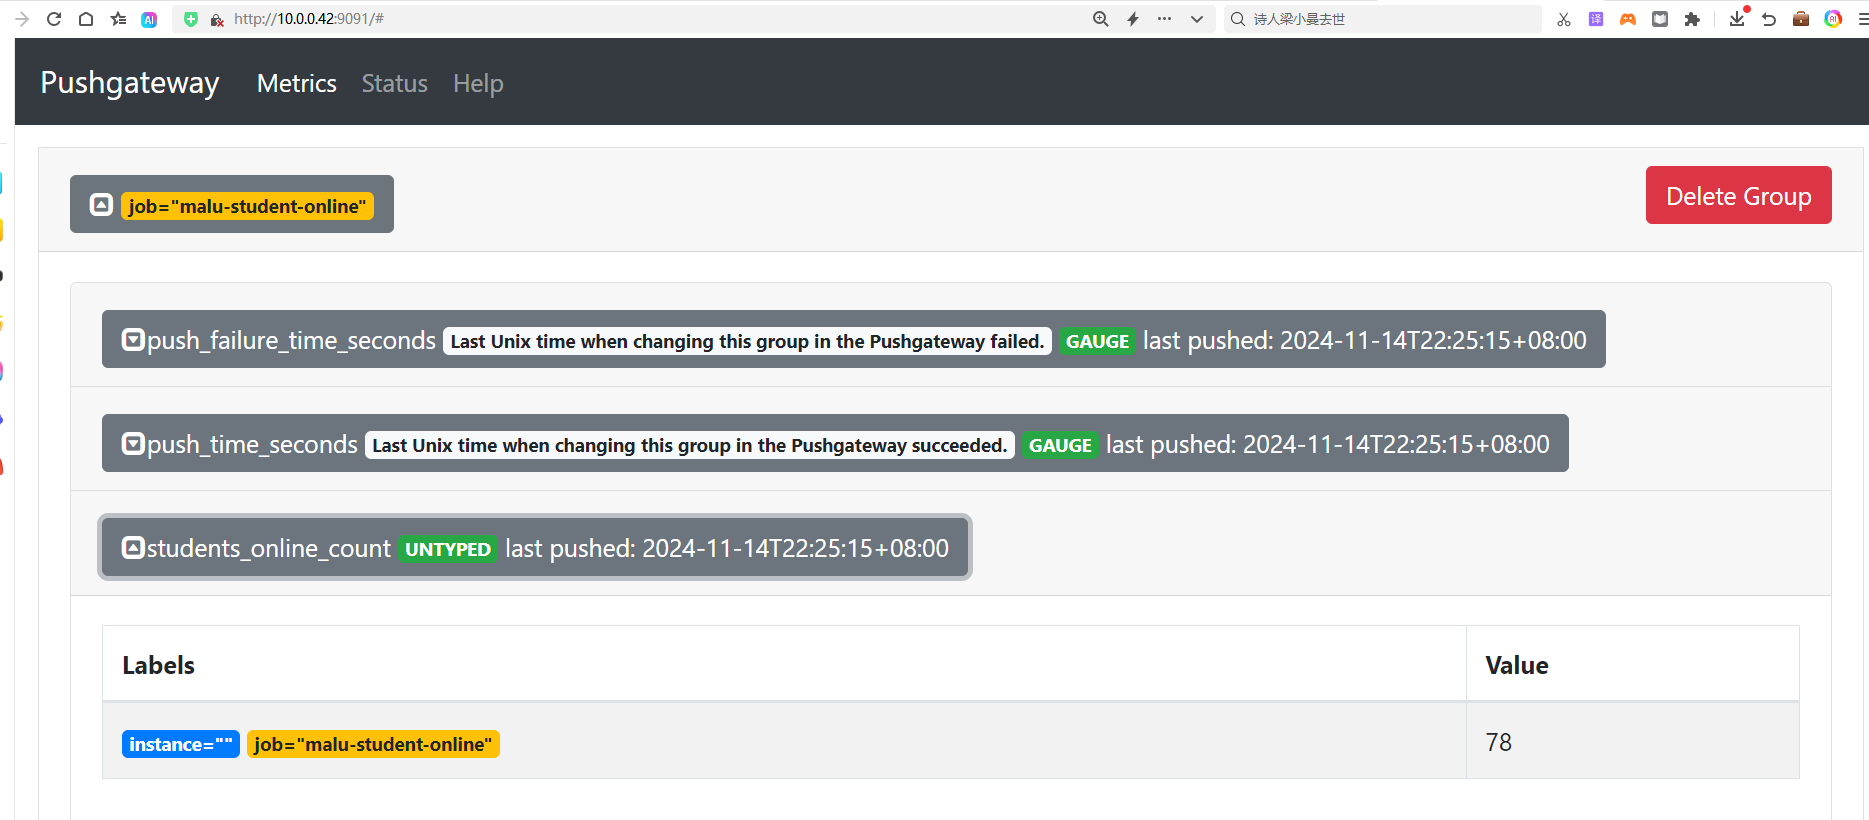 http://10.0.0.42:9091/#
诗人梁小曼去世
Pushgateway Metrics Status Help
job="malu-student-online"
Delete Group
push_failure_time_seconds Last Unix time when changing this group in the Pushgateway failed. GAUGE last pushed: 2024-11-14T22:25:15+08:00
push_time_seconds Last Unix time when changing this group in the Pushgateway succeeded. GAUGE last pushed: 2024-11-14T22:25:15+08:00
students_online_count UNTYPED last pushed: 2024-11-14T22:25:15+08:00
Labels Value
instance="" job="malu-student-online" 78